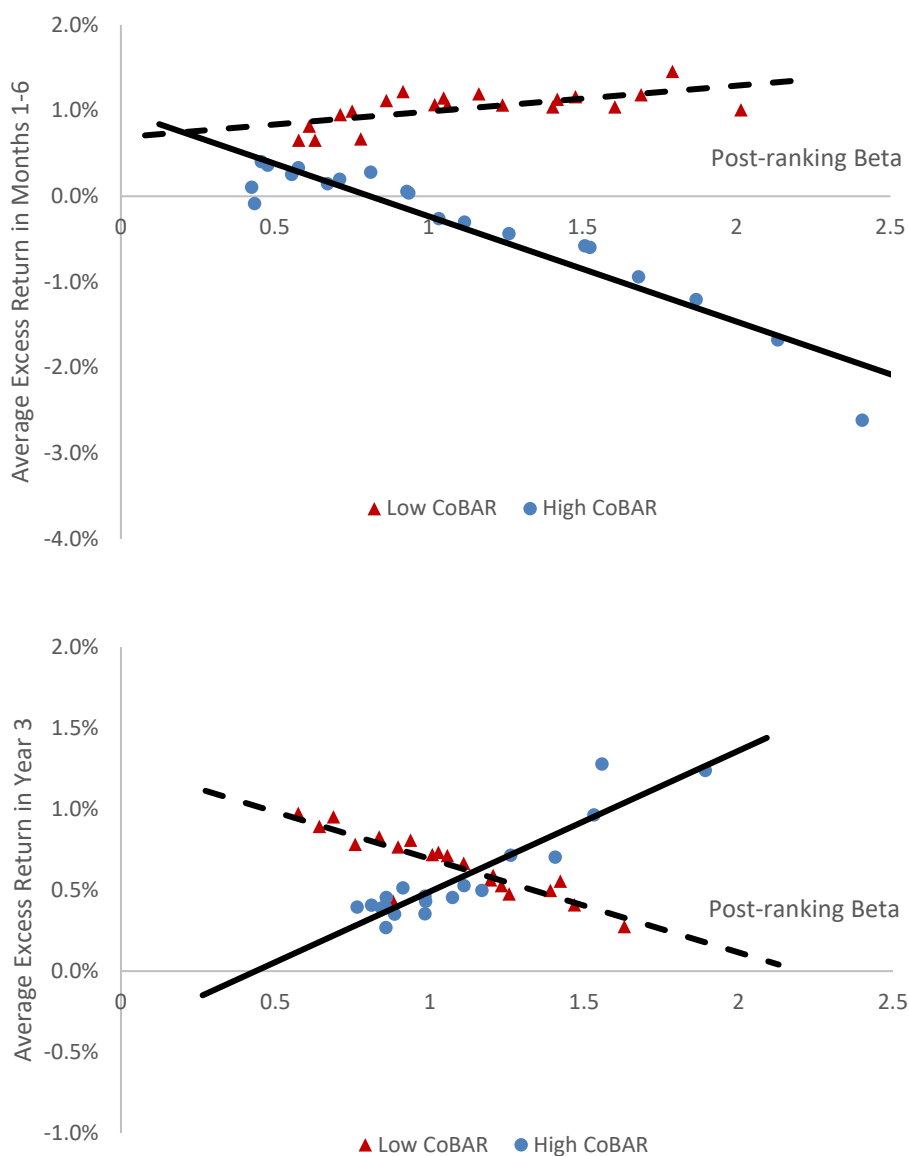 2.0%
1.0%
0.0%
-1.0%
-2.0%
-3.0%
-4.0%
Average Excess Return in Months 1-6
Post-ranking Beta
0 0.5 1 1.5 2 2.5
Low CoBAR High CoBAR
2.0%
1.5%
1.0%
0.5%
0.0%
-0.5%
-1.0%
Average Excess Return in Year 3
Post-ranking Beta
0 0.5 1 1.5 2 2.5
Low CoBAR High CoBAR